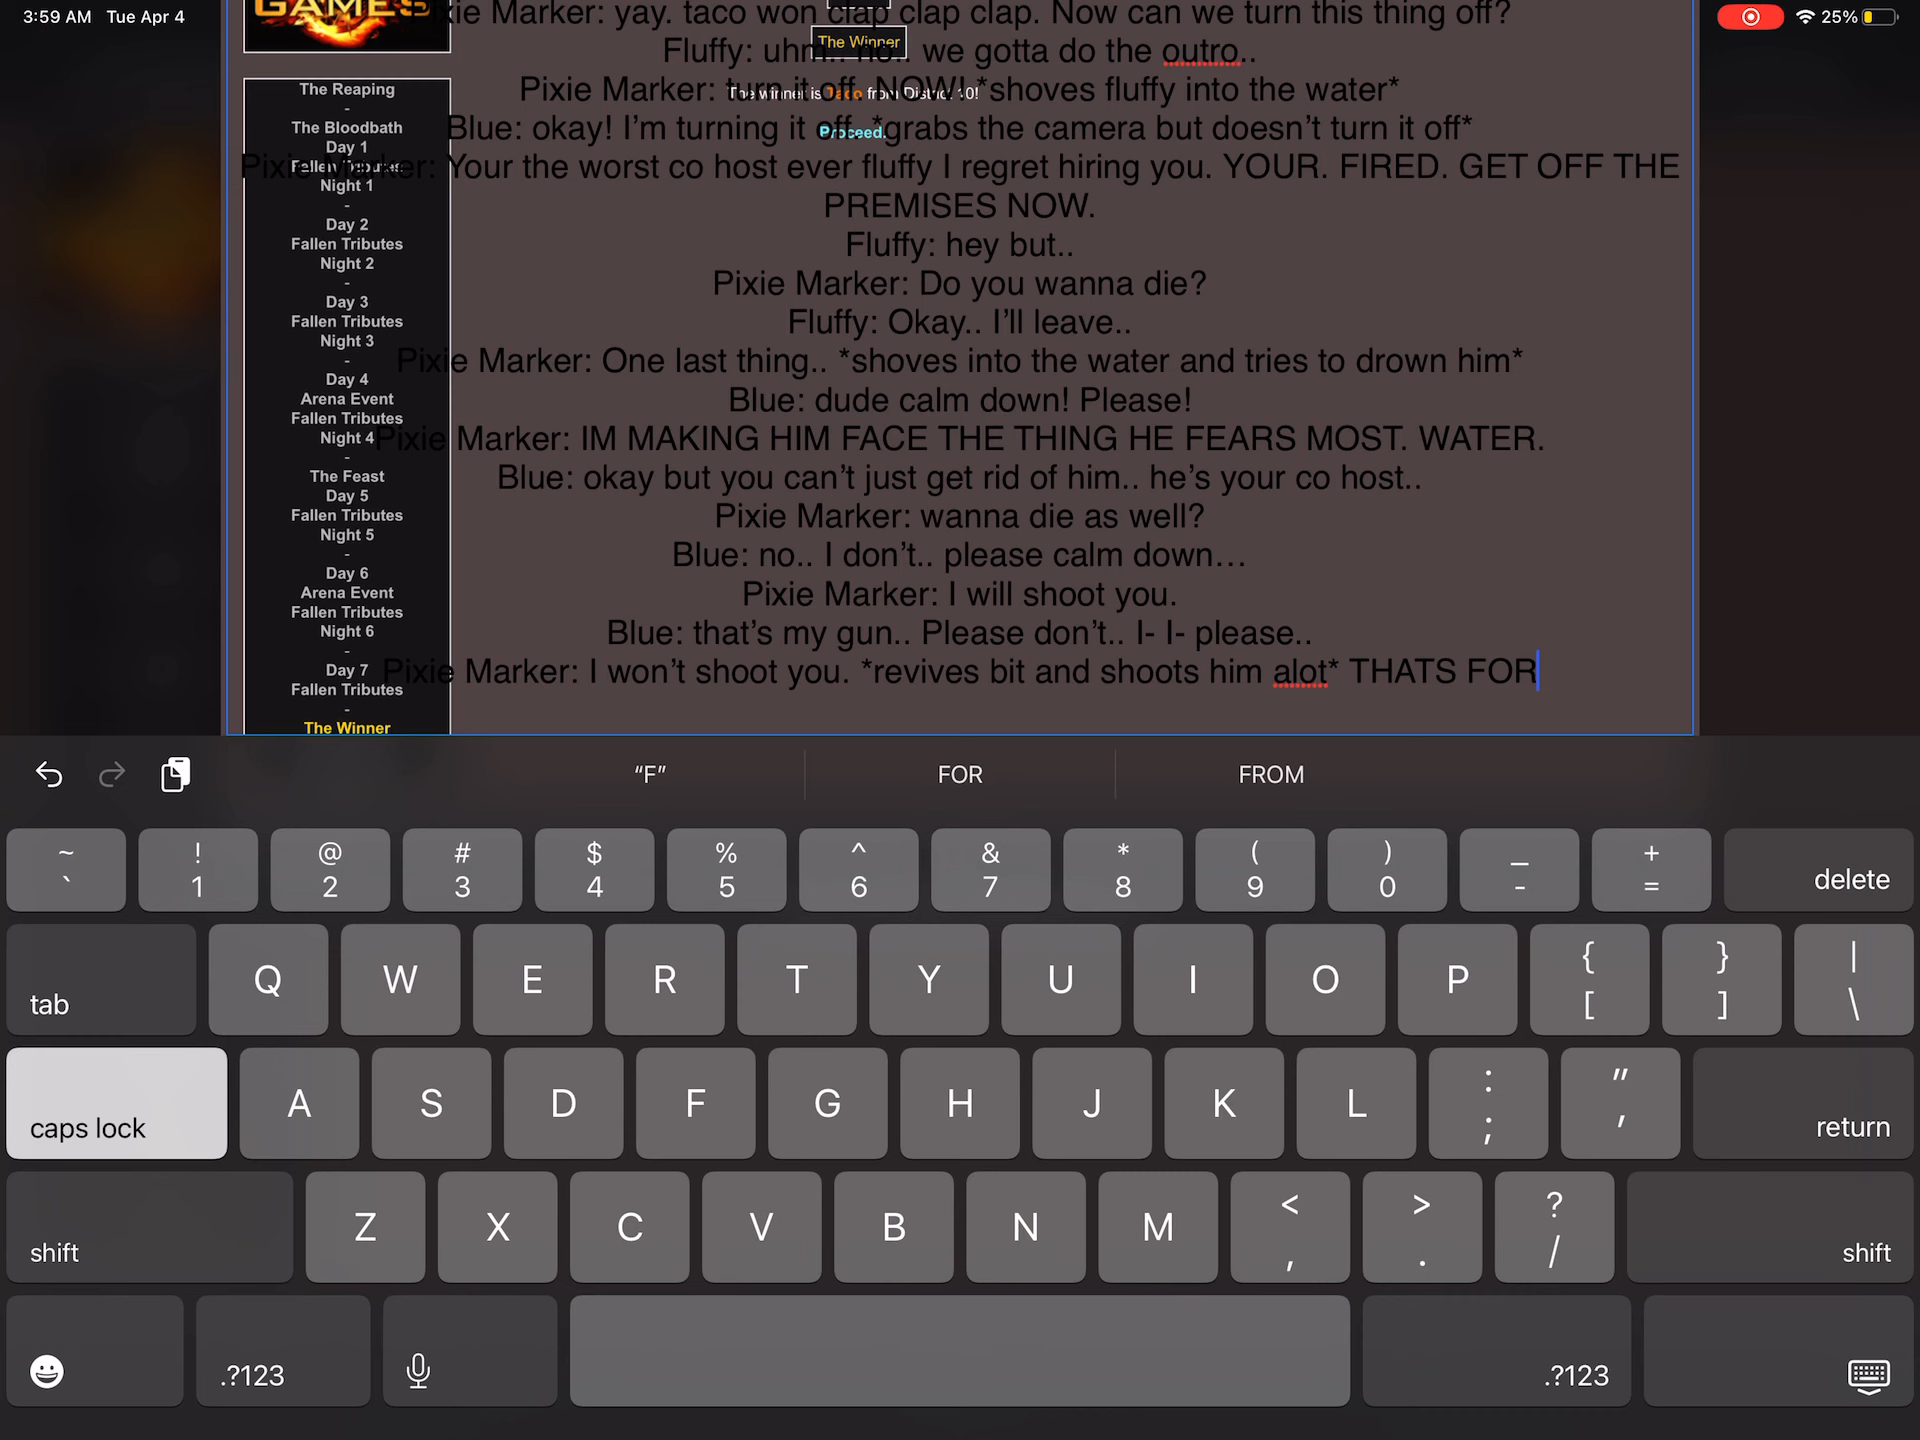 3:59 AM Tue Apr 4
25%
GAMES
The Reaping
-
The Bloodbath
Day 1
Fallen Tributes
Night 1
-
Day 2
Fallen Tributes
Night 2
-
Day 3
Fallen Tributes
Night 3
-
Day 4
Arena Event
Fallen Tributes
Night 4
-
The Feast
Day 5
Fallen Tributes
Night 5
-
Day 6
Arena Event
Fallen Tributes
Night 6
-
Day 7
Fallen Tributes
-
The Winner
The Winner
The winner is Taco from District 10!
Proceed.
Pixie Marker: yay. taco won clap clap clap. Now can we turn this thing off?
Fluffy: uhm.. no.. we gotta do the outro..
Pixie Marker: turn it off. NOW! *shoves fluffy into the water*
Blue: okay! I’m turning it off. *grabs the camera but doesn’t turn it off*
Pixie Marker: Your the worst co host ever fluffy I regret hiring you. YOUR. FIRED. GET OFF THE
PREMISES NOW.
Fluffy: hey but..
Pixie Marker: Do you wanna die?
Fluffy: Okay.. I’ll leave..
Pixie Marker: One last thing.. *shoves into the water and tries to drown him*
Blue: dude calm down! Please!
Pixie Marker: IM MAKING HIM FACE THE THING HE FEARS MOST. WATER.
Blue: okay but you can’t just get rid of him.. he’s your co host..
Pixie Marker: wanna die as well?
Blue: no.. I don’t.. please calm down…
Pixie Marker: I will shoot you.
Blue: that’s my gun.. Please don’t.. I- I- please..
Pixie Marker: I won’t shoot you. *revives bit and shoots him alot* THATS FOR
“F” FOR FROM
~ ! @ # $ % ^ & * ( ) _ +
` 1 2 3 4 5 6 7 8 9 0 - = delete
tab Q W E R T Y U I O P { [ } ] | \
caps lock A S D F G H J K L : ; " ' return
shift Z X C V B N M < , > . ? / shift
.?123 .?123